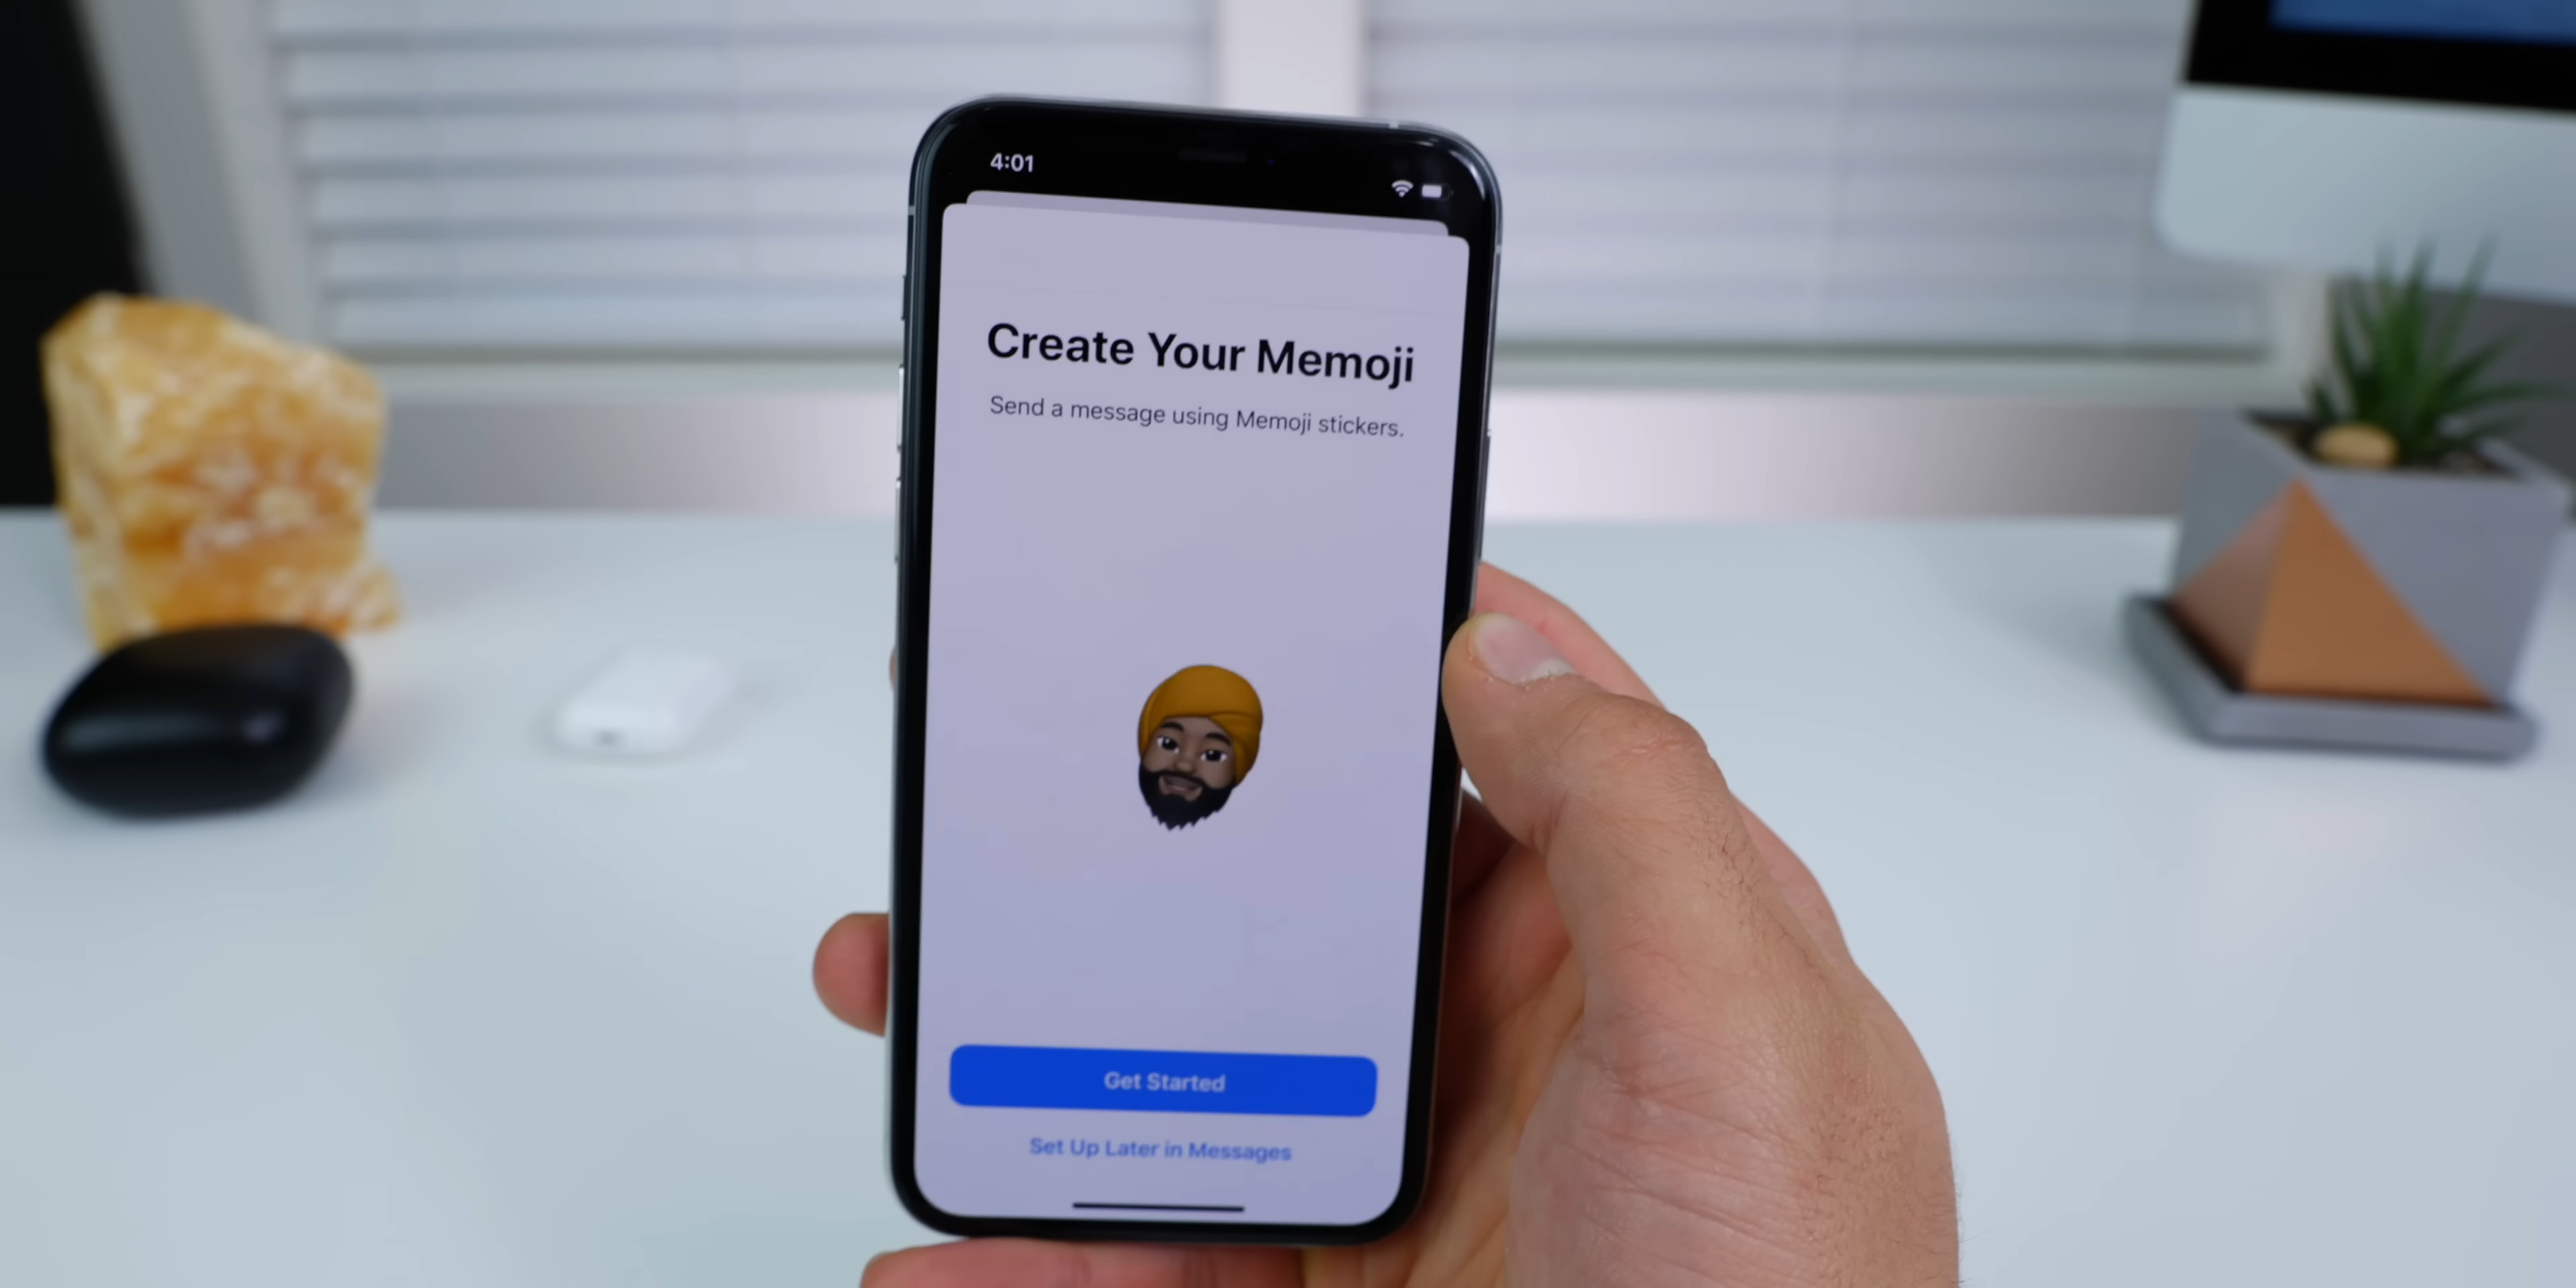 4:01
Create Your Memoji
Send a message using Memoji stickers.
Get Started
Set Up Later in Messages